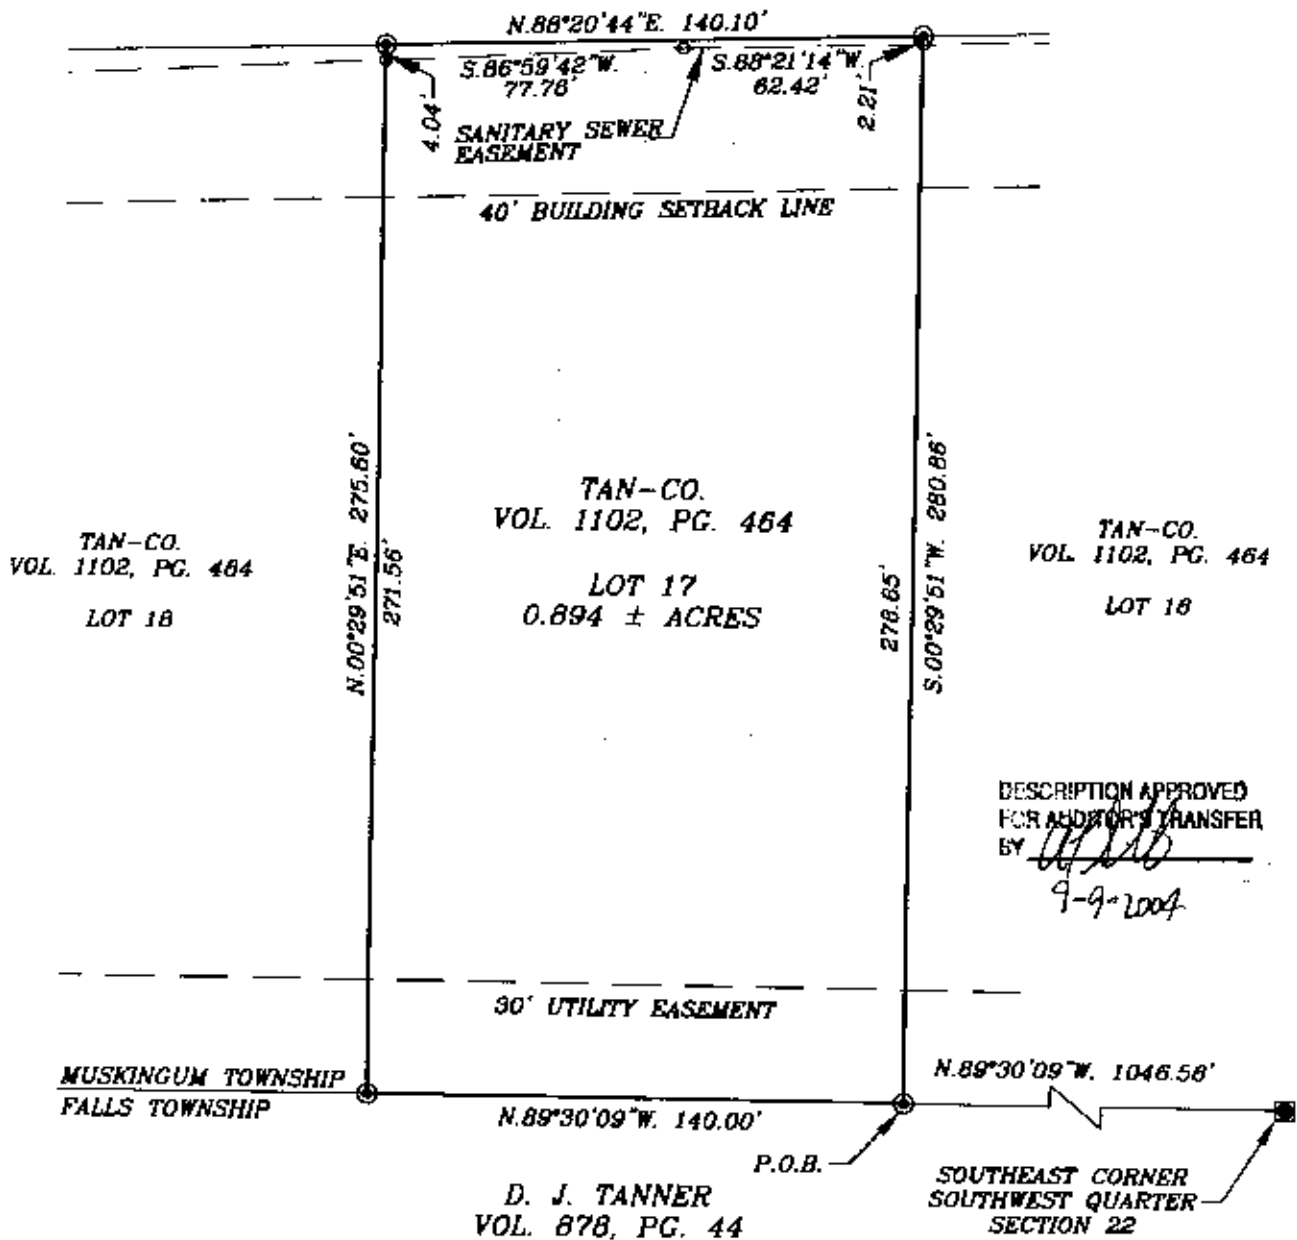 N.88°20'44"E. 140.10'
S.86°59'42"W.
77.76'
S.88°21'14"W.
62.42'
4.04'
2.21'
SANITARY SEWER
EASEMENT
40' BUILDING SETBACK LINE
N.00°29'51"E. 275.60'
271.56'
TAN-CO.
VOL. 1102, PG. 464
LOT 17
0.894 ± ACRES
278.65'
S.00°29'51"W. 280.86'
TAN-CO.
VOL. 1102, PG. 464
LOT 18
TAN-CO.
VOL. 1102, PG. 464
LOT 16
DESCRIPTION APPROVED
FOR AUDITOR'S TRANSFER
BY
9-9-2004
30' UTILITY EASEMENT
MUSKINGUM TOWNSHIP
FALLS TOWNSHIP
N.89°30'09"W. 140.00'
N.89°30'09"W. 1046.56'
P.O.B.
SOUTHEAST CORNER
SOUTHWEST QUARTER
SECTION 22
D. J. TANNER
VOL. 878, PG. 44